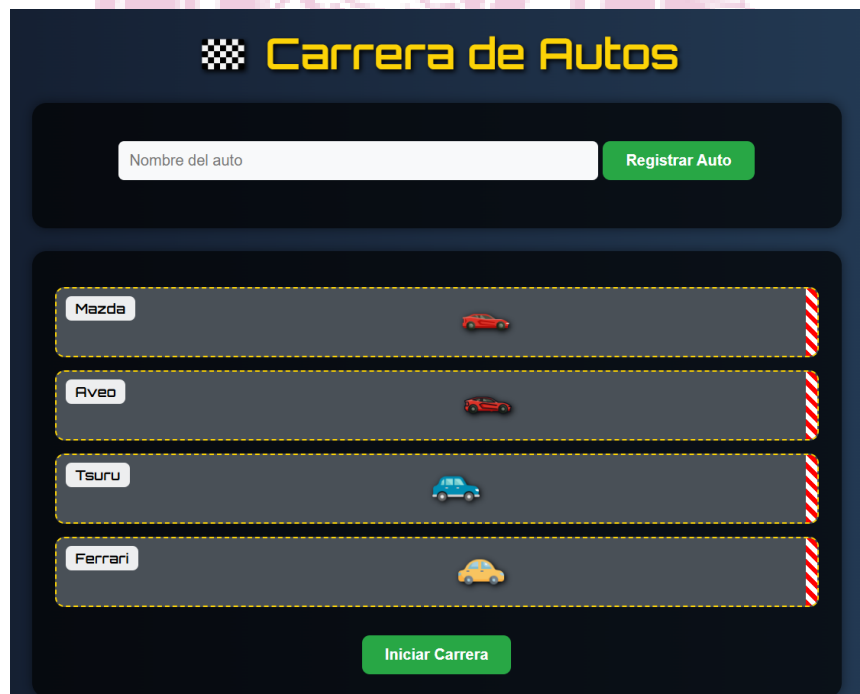 Carrera de Autos
Nombre del auto
Registrar Auto
Mazda
Aveo
Tsuru
Ferrari
Iniciar Carrera